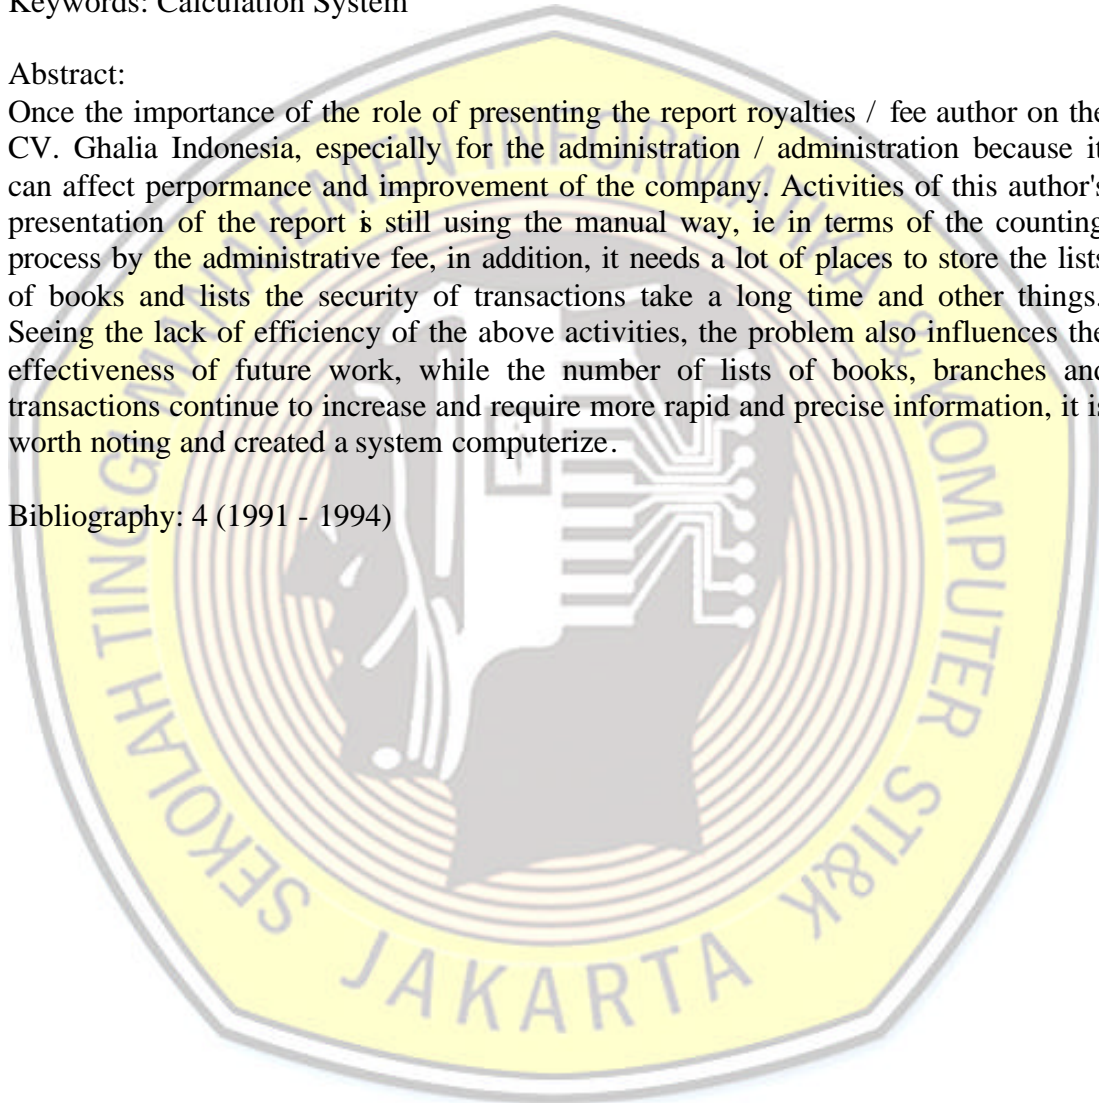 Keywords: Calculation System
Abstract:
Once the importance of the role of presenting the report royalties / fee author on the
CV. Ghalia Indonesia, especially for the administration / administration because it
can affect perpormance and improvement of the company. Activities of this author's
presentation of the report is still using the manual way, ie in terms of the counting
process by the administrative fee, in addition, it needs a lot of places to store the lists
of books and lists the security of transactions take a long time and other things.
Seeing the lack of efficiency of the above activities, the problem also influences the
effectiveness of future work, while the number of lists of books, branches and
transactions continue to increase and require more rapid and precise information, it is
worth noting and created a system computerize.
Bibliography: 4 (1991 - 1994)
SEKOLAH TINGGI MANAJEMEN INFORMATIKA & KOMPUTER STI&K
JAKARTA